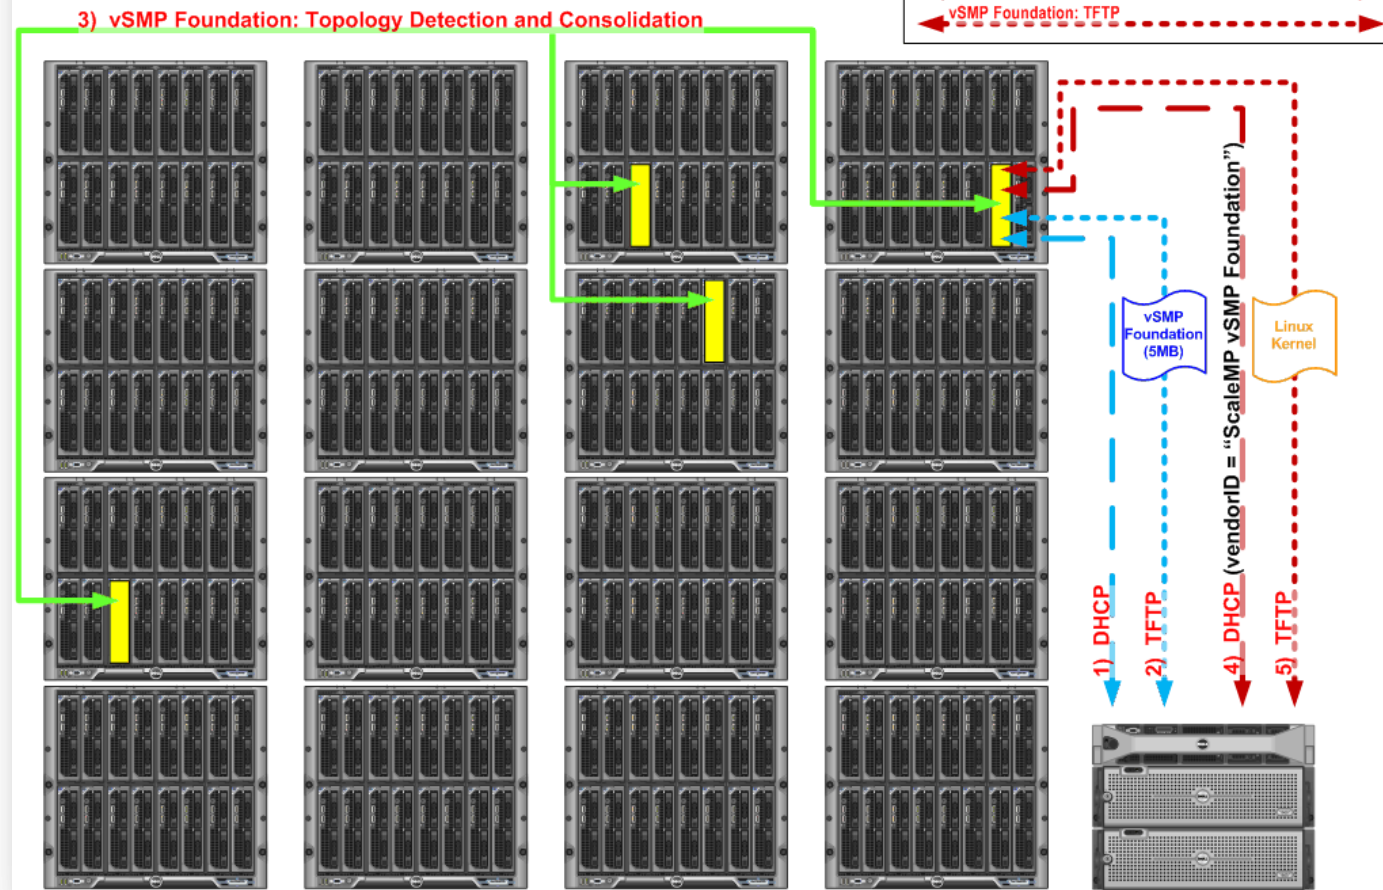 3) vSMP Foundation: Topology Detection and Consolidation
vSMP Foundation: TFTP
vSMP
Foundation
(5MB)
Linux
Kernel
1) DHCP
2) TFTP
4) DHCP (vendorID = “ScaleMP vSMP Foundation”)
5) TFTP